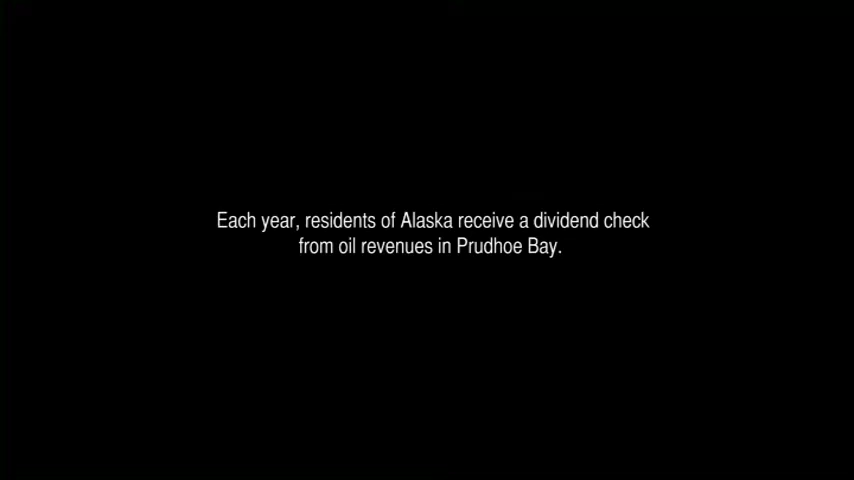 Each year, residents of Alaska receive a dividend check
from oil revenues in Prudhoe Bay.